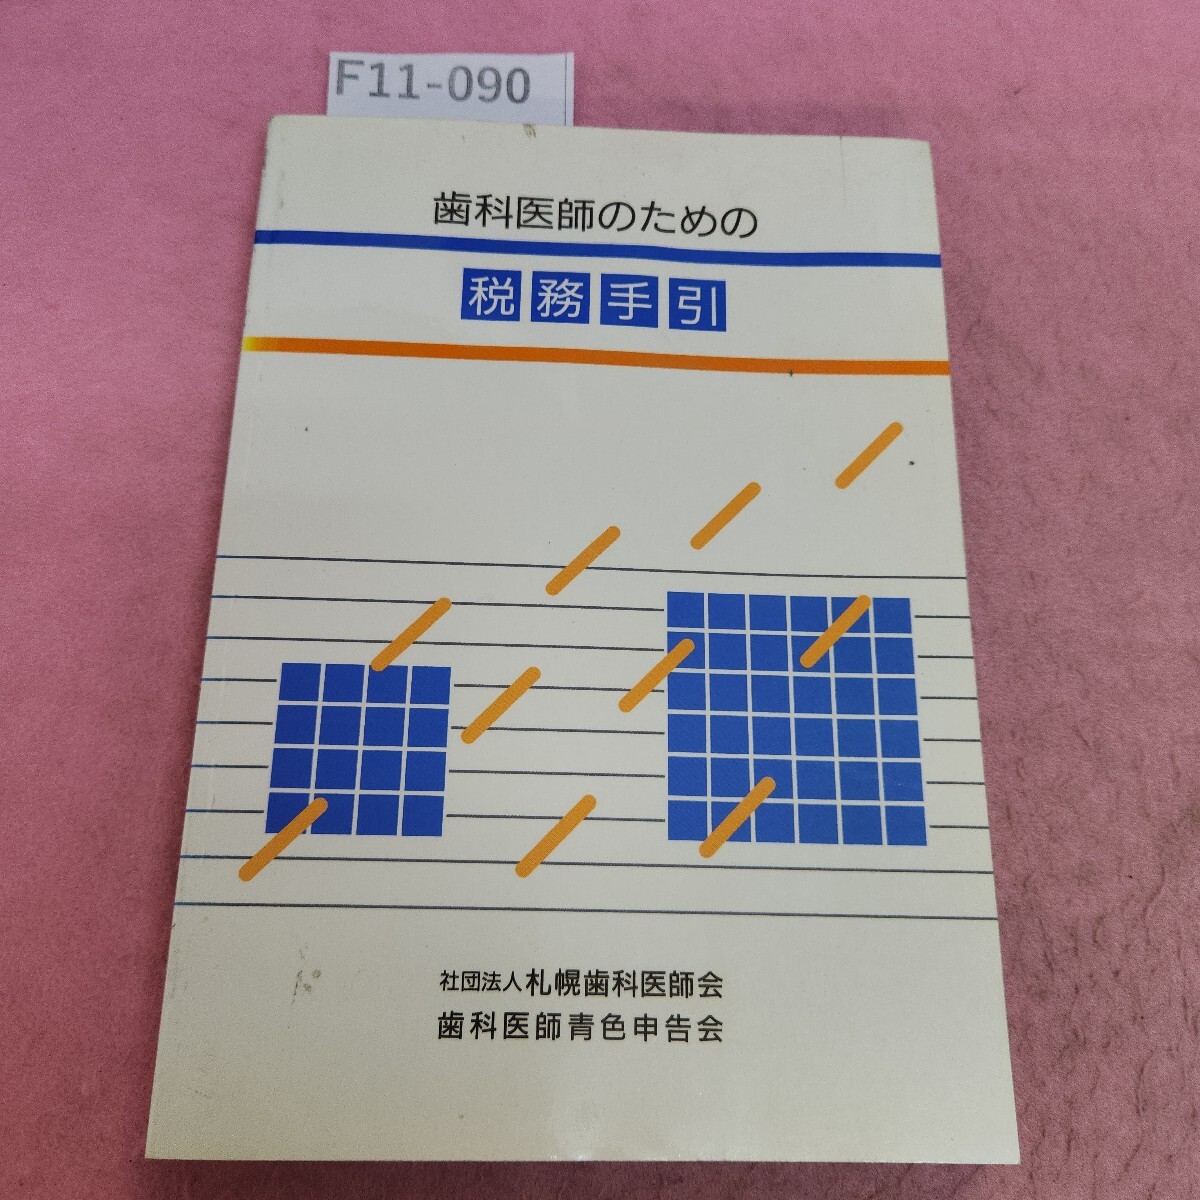 F11-090
歯科医師のための
税務手引
社団法人札幌歯科医師会
歯科医師青色申告会